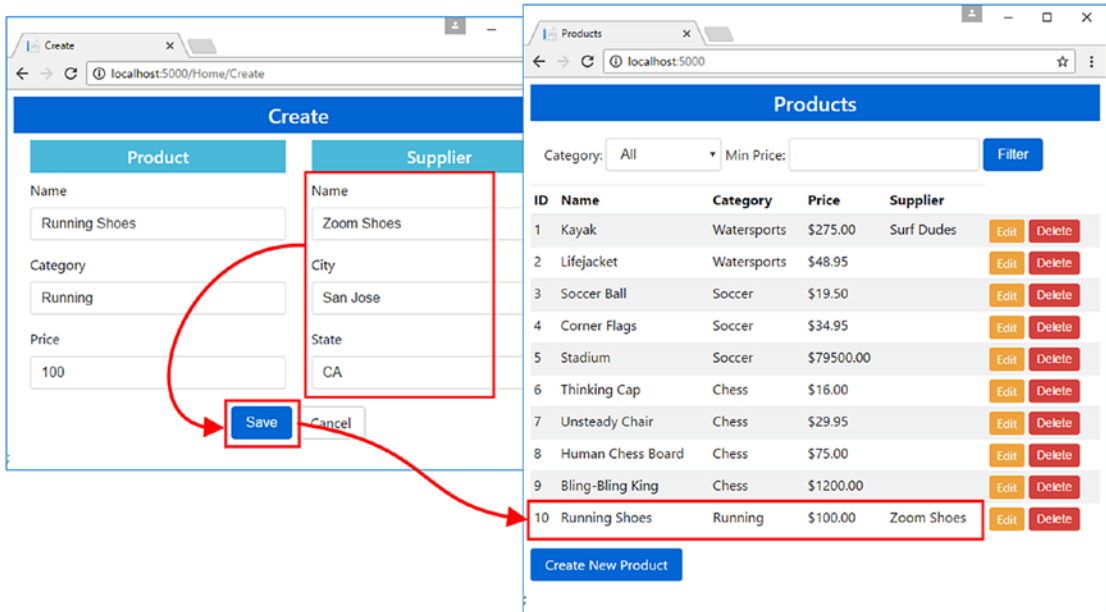 Create
localhost:5000/Home/Create
Create
Product Supplier
Name Name
Running Shoes Zoom Shoes
Category City
Running San Jose
Price State
100 CA
Save Cancel
;
Products
localhost:5000
Products
Category: All Min Price: Filter
ID Name Category Price Supplier
1 Kayak Watersports $275.00 Surf Dudes Edit Delete
2 Lifejacket Watersports $48.95 Edit Delete
3 Soccer Ball Soccer $19.50 Edit Delete
4 Corner Flags Soccer $34.95 Edit Delete
5 Stadium Soccer $79500.00 Edit Delete
6 Thinking Cap Chess $16.00 Edit Delete
7 Unsteady Chair Chess $29.95 Edit Delete
8 Human Chess Board Chess $75.00 Edit Delete
9 Bling-Bling King Chess $1200.00 Edit Delete
10 Running Shoes Running $100.00 Zoom Shoes Edit Delete
Create New Product
;